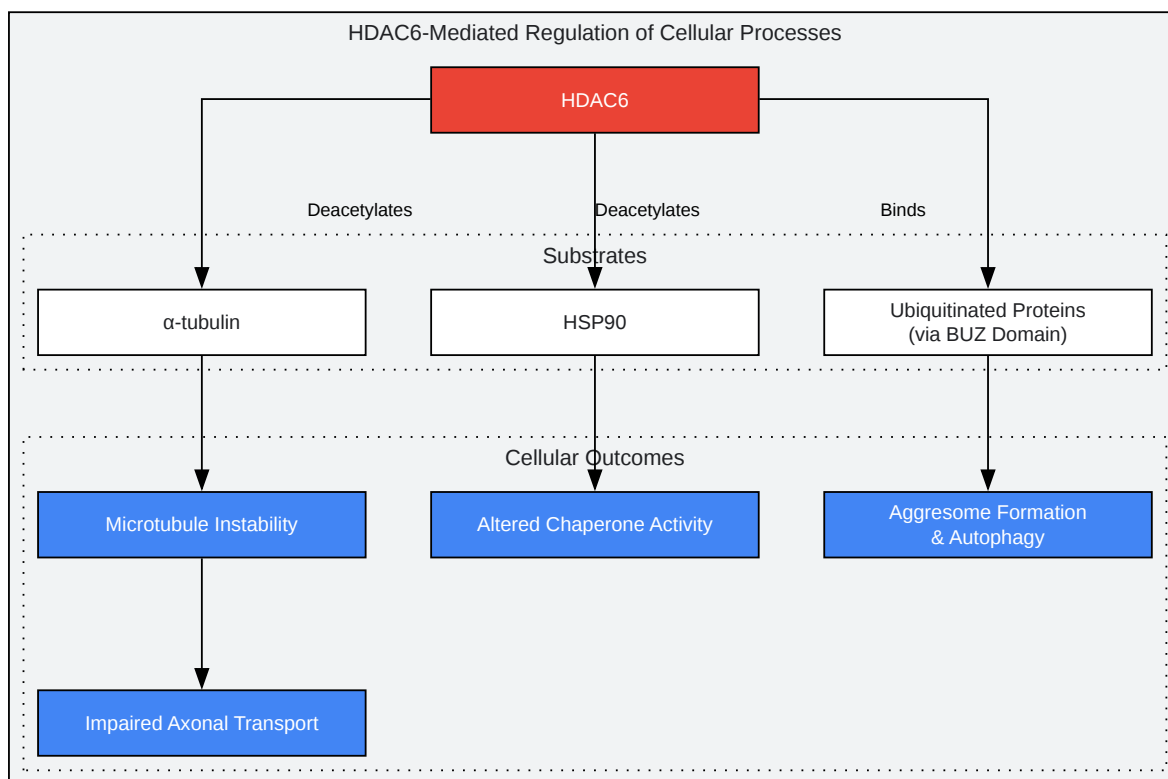 HDAC6-Mediated Regulation of Cellular Processes
HDAC6
Deacetylates
Deacetylates
Binds
Substrates
α-tubulin
HSP90
Ubiquitinated Proteins
(via BUZ Domain)
Cellular Outcomes
Microtubule Instability
Altered Chaperone Activity
Aggresome Formation
& Autophagy
Impaired Axonal Transport